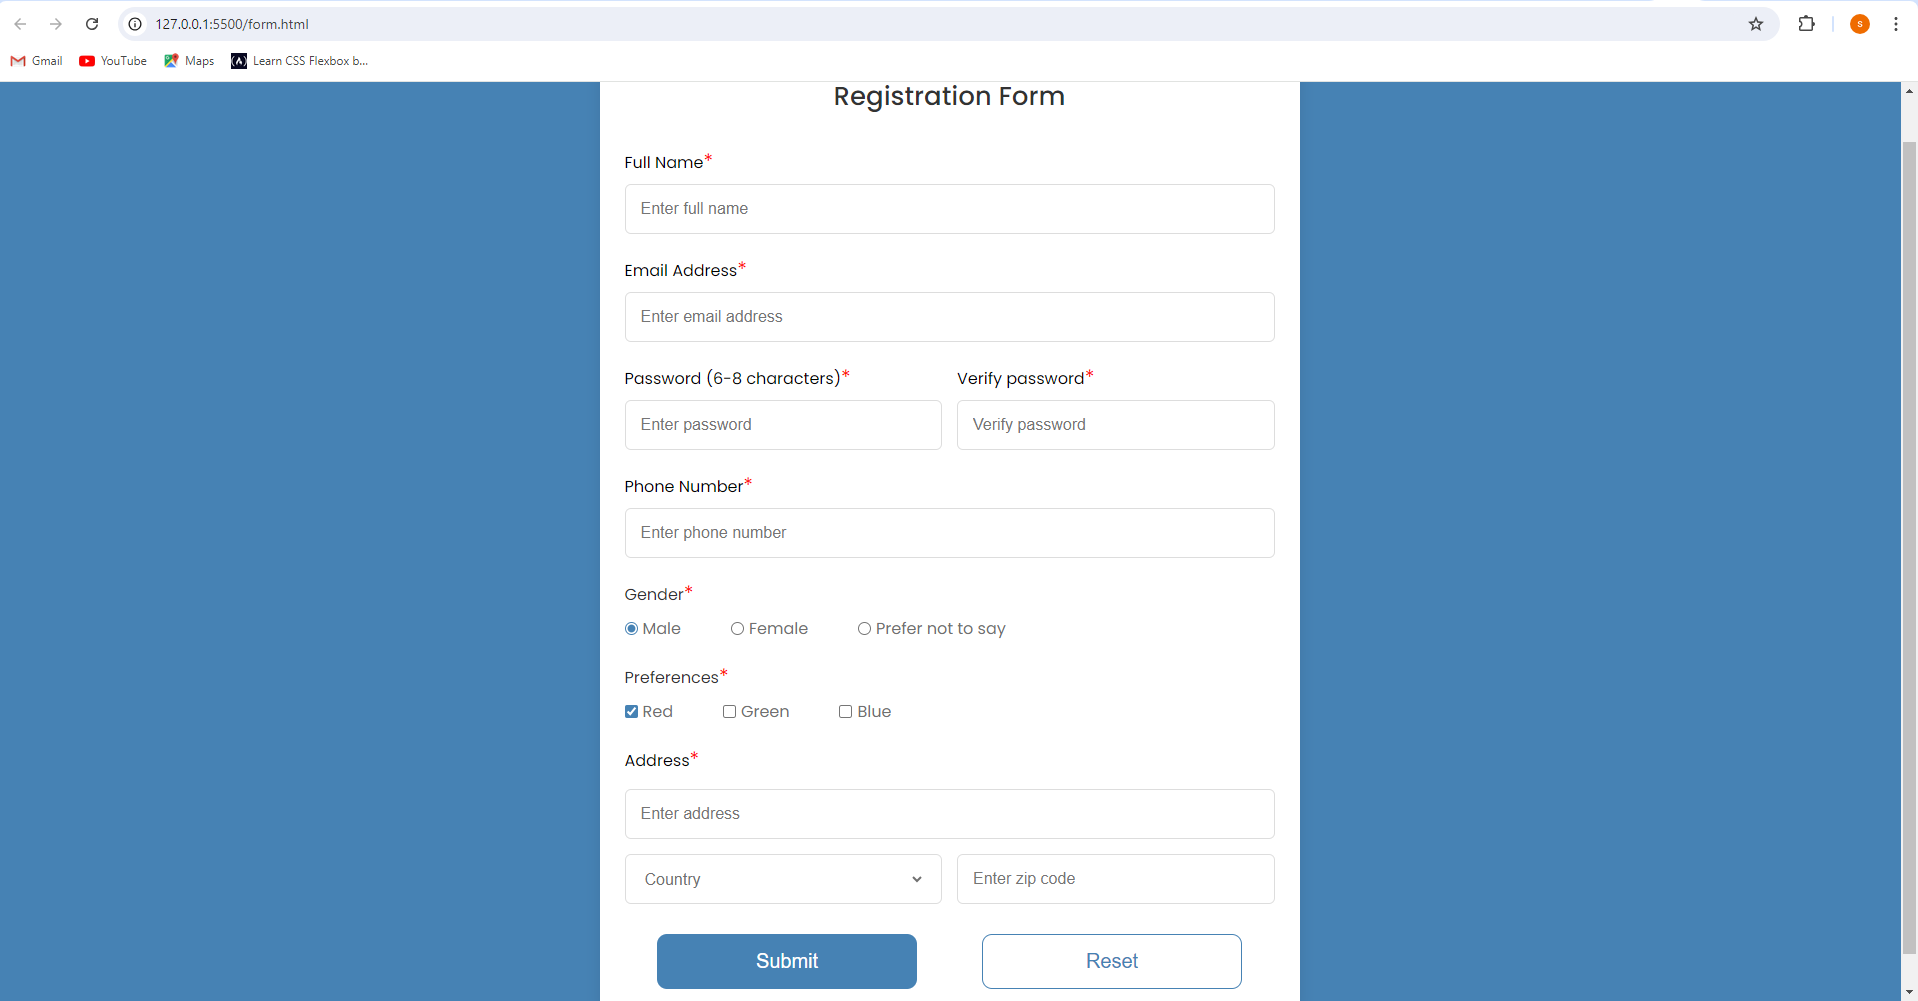 127.0.0.1:5500/form.html
S
Gmail YouTube Maps (A) Learn CSS Flexbox b...
Registration Form
Full Name*
Enter full name
Email Address*
Enter email address
Password (6-8 characters)* Verify password*
Enter password Verify password
Phone Number*
Enter phone number
Gender*
Male Female Prefer not to say
Preferences*
Red Green Blue
Address*
Enter address
Country Enter zip code
Submit Reset